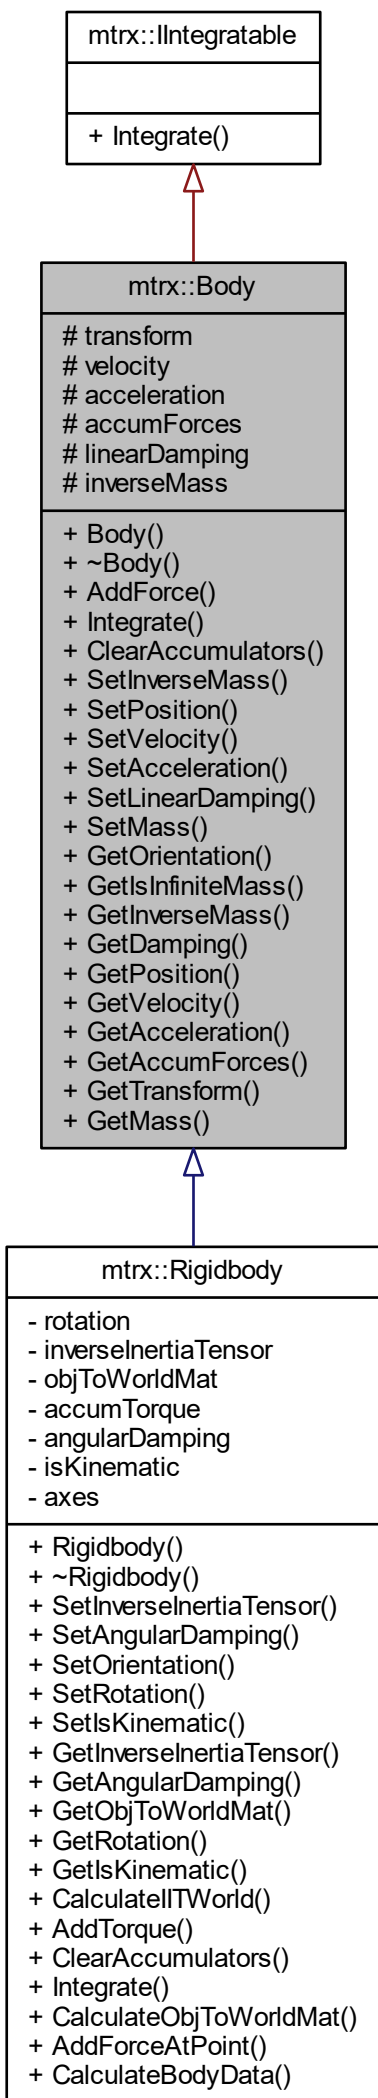 mtrx::IIntegratable
+ Integrate()
mtrx::Body
# transform
# velocity
# acceleration
# accumForces
# linearDamping
# inverseMass
+ Body()
+ ~Body()
+ AddForce()
+ Integrate()
+ ClearAccumulators()
+ SetInverseMass()
+ SetPosition()
+ SetVelocity()
+ SetAcceleration()
+ SetLinearDamping()
+ SetMass()
+ GetOrientation()
+ GetIsInfiniteMass()
+ GetInverseMass()
+ GetDamping()
+ GetPosition()
+ GetVelocity()
+ GetAcceleration()
+ GetAccumForces()
+ GetTransform()
+ GetMass()
mtrx::Rigidbody
- rotation
- inverseInertiaTensor
- objToWorldMat
- accumTorque
- angularDamping
- isKinematic
- axes
+ Rigidbody()
+ ~Rigidbody()
+ SetInverseInertiaTensor()
+ SetAngularDamping()
+ SetOrientation()
+ SetRotation()
+ SetIsKinematic()
+ GetInverseInertiaTensor()
+ GetAngularDamping()
+ GetObjToWorldMat()
+ GetRotation()
+ GetIsKinematic()
+ CalculateIITWorld()
+ AddTorque()
+ ClearAccumulators()
+ Integrate()
+ CalculateObjToWorldMat()
+ AddForceAtPoint()
+ CalculateBodyData()